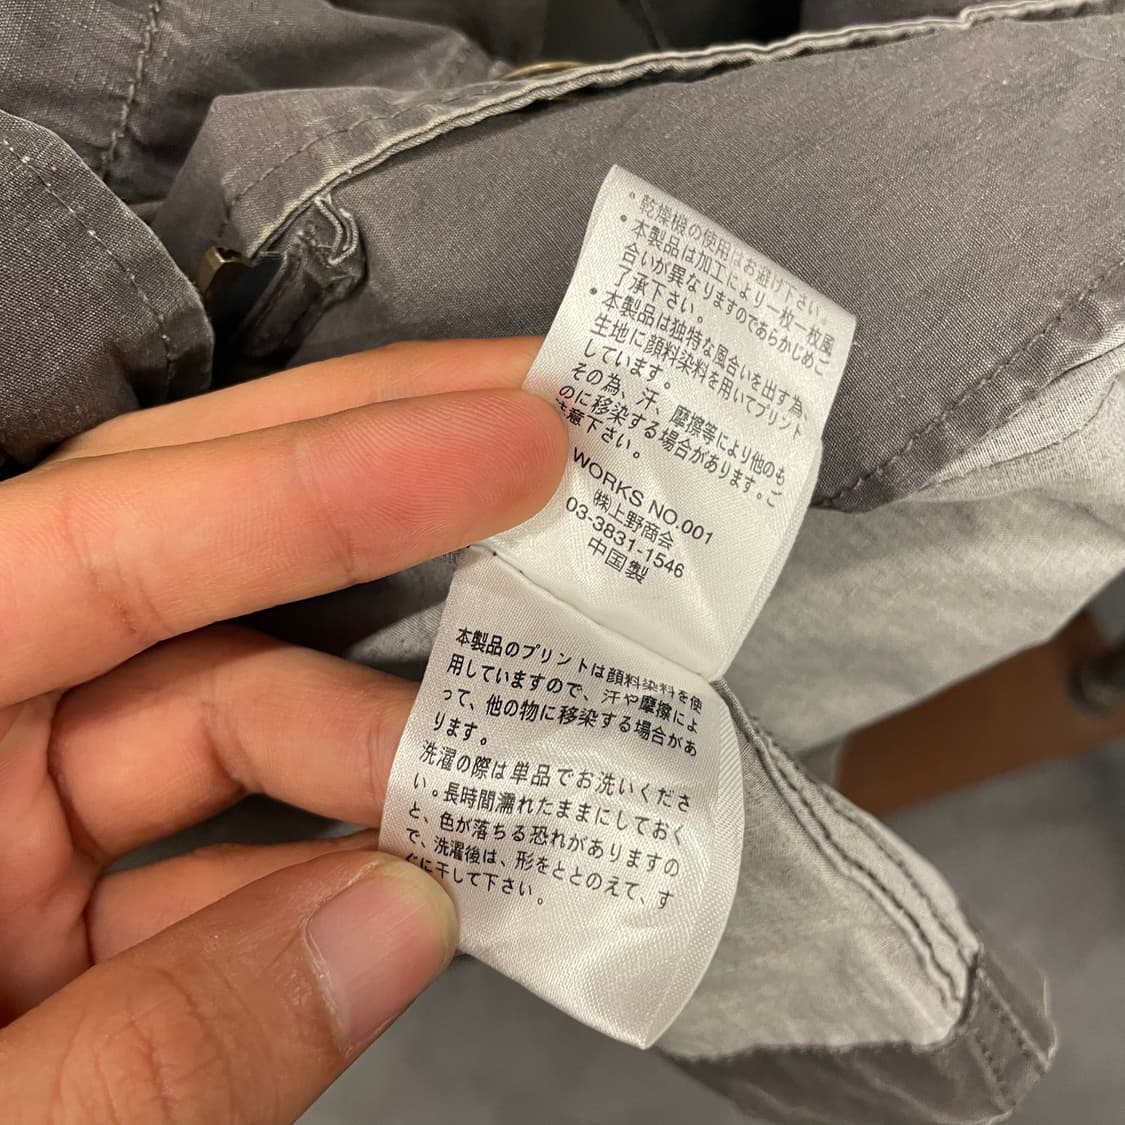 ・乾燥機の使用はお避け下さい。
・本製品は加工により一枚一枚風
合いが異なりますのであらかじめご
了承下さい。
・本製品は独特な風合いを出す為、
生地に顔料染料を用いてプリント
しています。
その為、汗、摩擦等により他のも
のに移染する場合があります。ご
注意下さい。
WORKS NO.001
㈱上野商会
03-3831-1546
中国製
本製品のプリントは顔料染料を使
用していますので、汗や摩擦によ
って、他の物に移染する場合があ
ります。
洗濯の際は単品でお洗いくださ
い。長時間濡れたままにしておく
と、色が落ちる恐れがありますの
で、洗濯後は、形をととのえて、す
ぐに干して下さい。